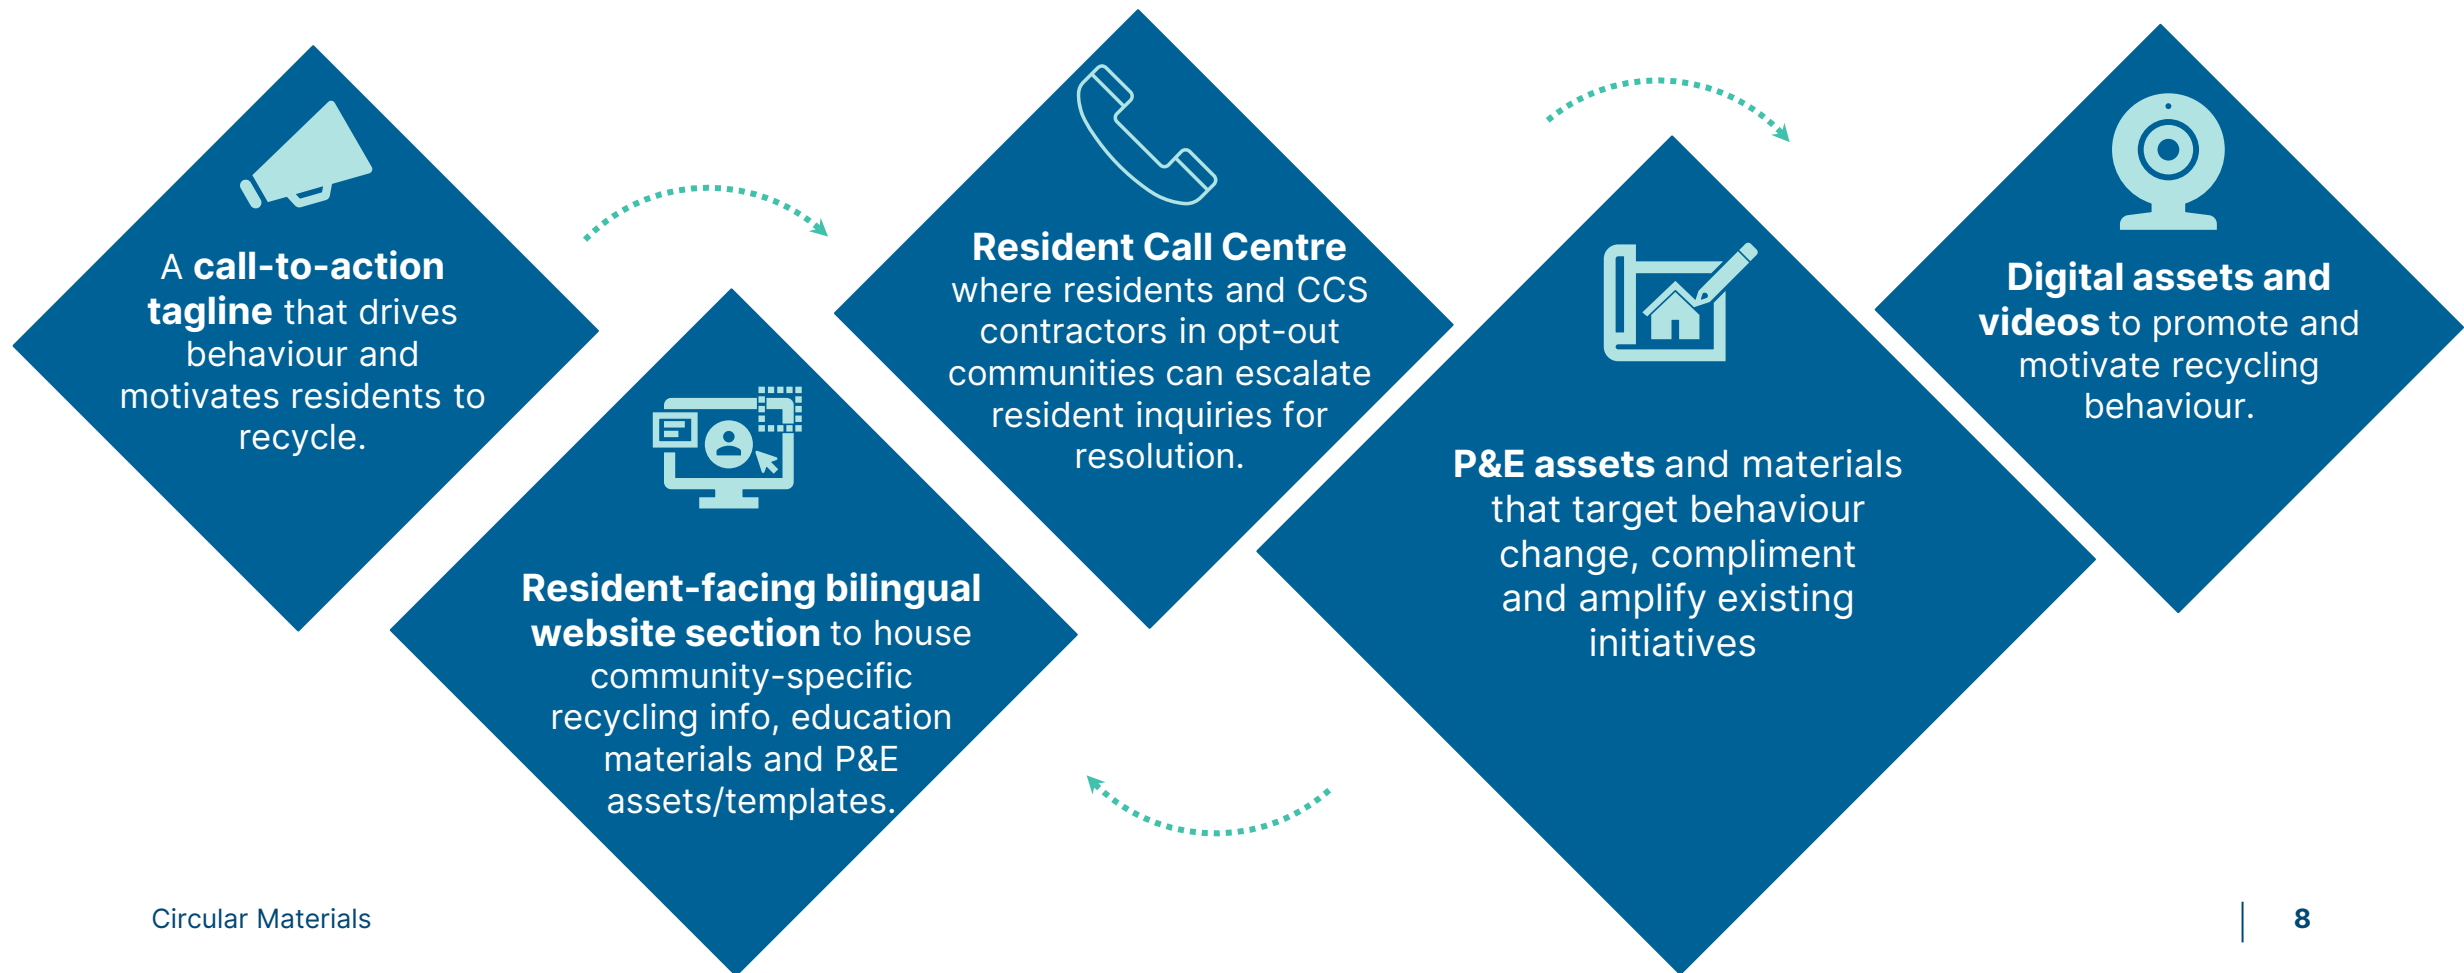 A call-to-action
tagline that drives
behaviour and
motivates residents to
recycle.
Resident-facing bilingual
website section to house
community-specific
recycling info, education
materials and P&E
assets/templates.
Resident Call Centre
where residents and CCS
contractors in opt-out
communities can escalate
resident inquiries for
resolution.
P&E assets and materials
that target behaviour
change, compliment
and amplify existing
initiatives
Digital assets and
videos to promote and
motivate recycling
behaviour.
Circular Materials
8